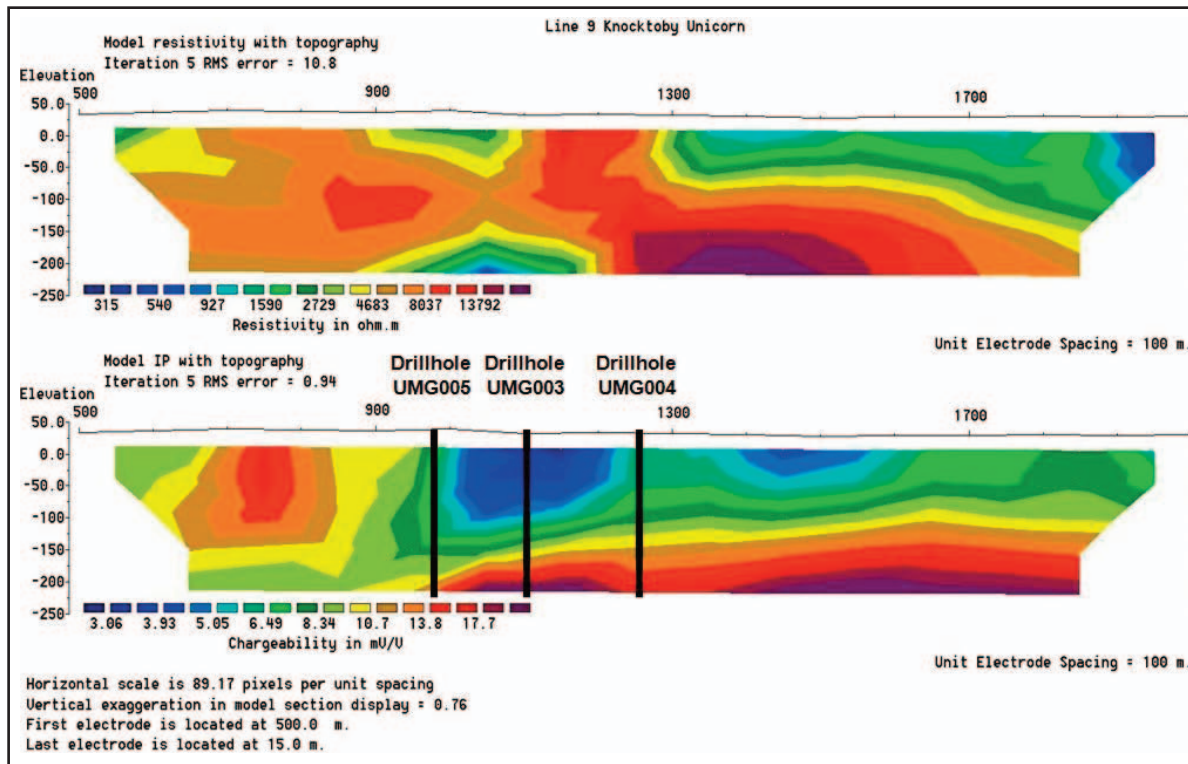 Line 9 Knocktoby Unicorn
Model resistivity with topography
Iteration 5 RMS error = 10.8
Elevation
500 900 1300 1700
50.0
0.0
-50.0
-100
-150
-200
-250
315 540 927 1590 2729 4683 8037 13792
Resistivity in ohm.m
Unit Electrode Spacing = 100 m.
Model IP with topography
Iteration 5 RMS error = 0.94
Drillhole UMG005
Drillhole UMG003
Drillhole UMG004
Elevation
500 900 1300 1700
50.0
0.0
-50.0
-100
-150
-200
-250
3.06 3.93 5.05 6.49 8.34 10.7 13.8 17.7
Chargeability in mV/V
Unit Electrode Spacing = 100 m.
Horizontal scale is 89.17 pixels per unit spacing
Vertical exaggeration in model section display = 0.76
First electrode is located at 500.0 m.
Last electrode is located at 15.0 m.